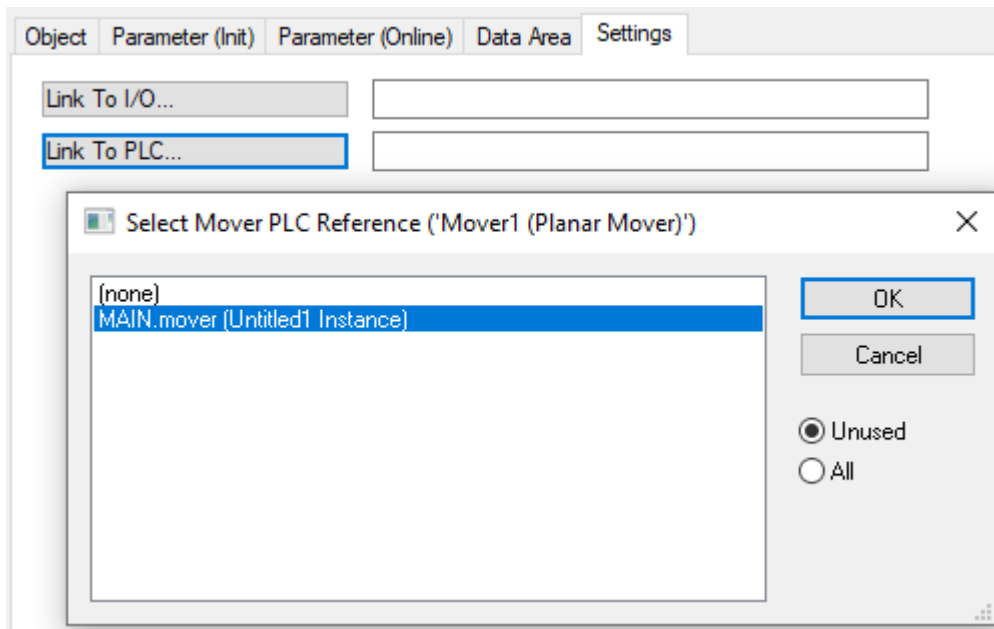 Object Parameter (Init) Parameter (Online) Data Area Settings
Link To I/O...
Link To PLC...
Select Mover PLC Reference ('Mover1 (Planar Mover)')
(none)
MAIN.mover (Untitled1 Instance)
OK
Cancel
Unused
All